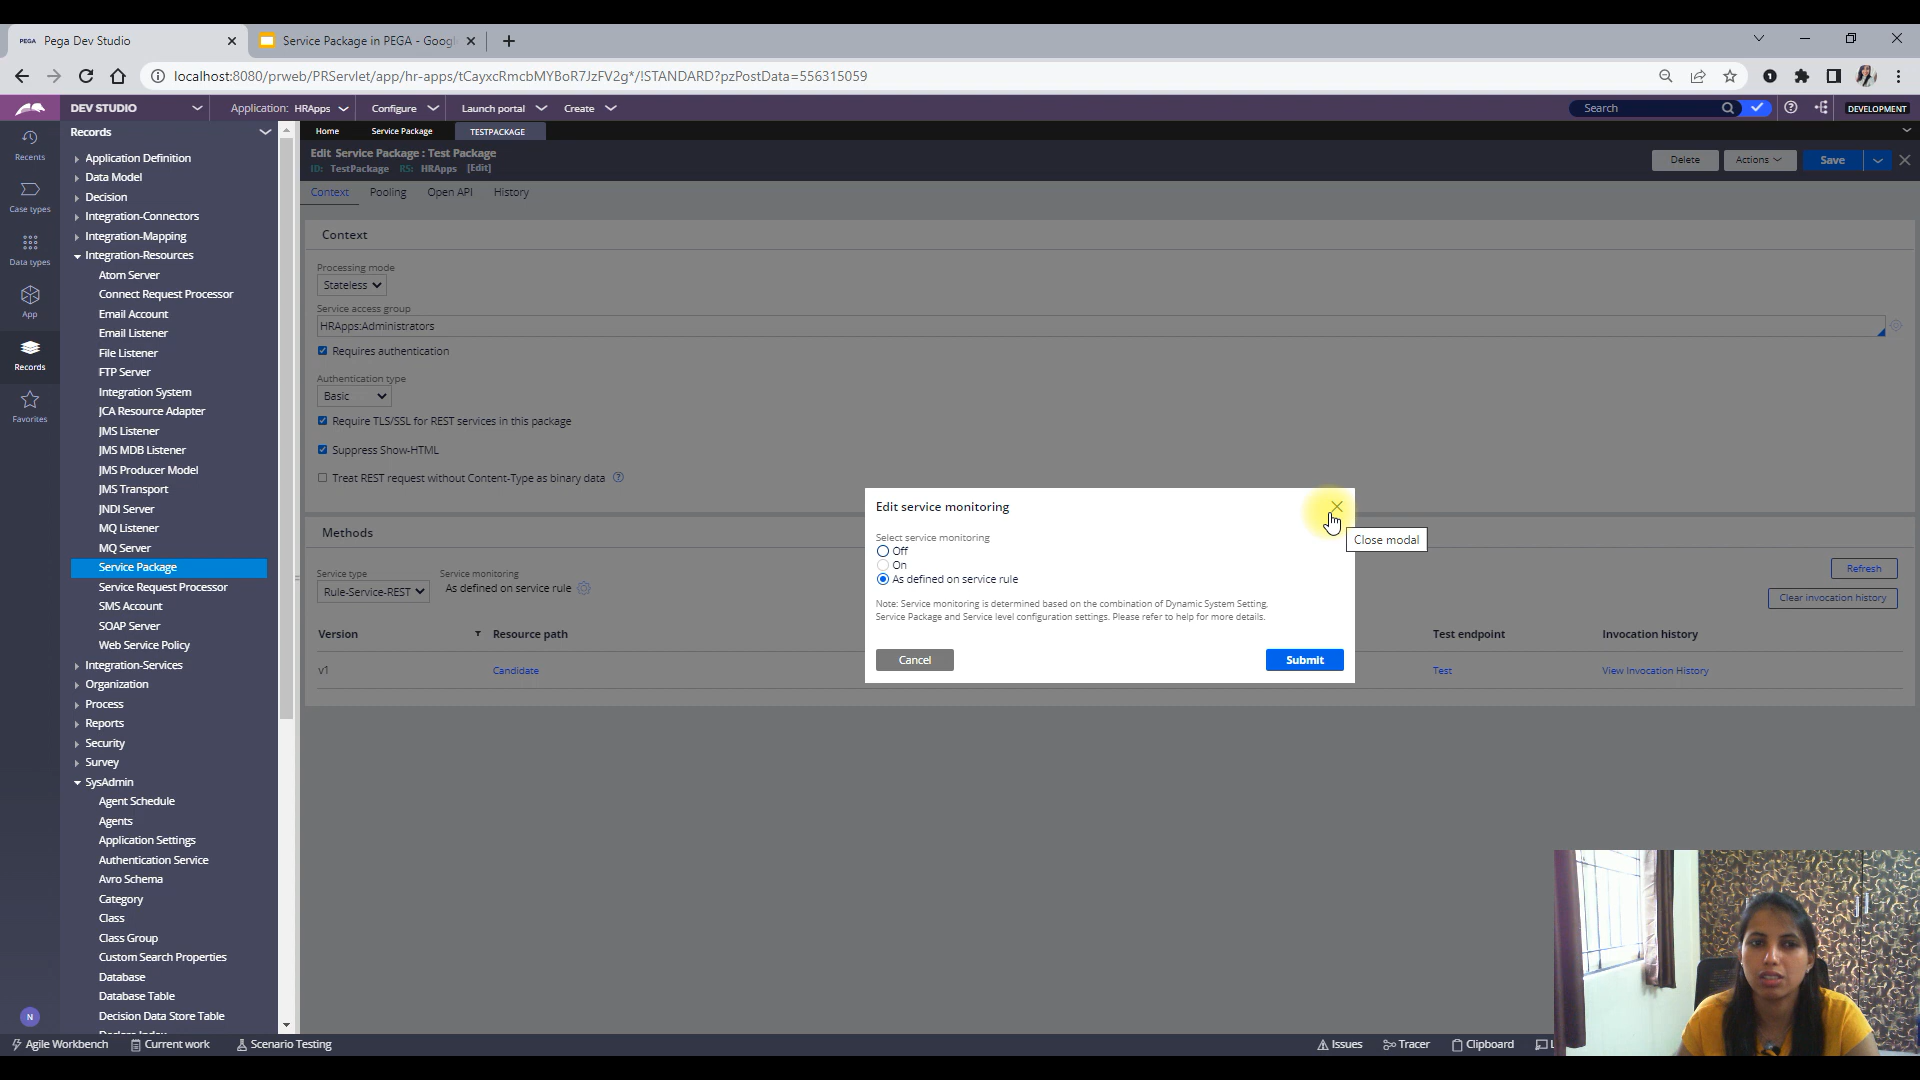 PEGA Pega Dev Studio
Service Package in PEGA - Googl
localhost:8080/prweb/PRServlet/app/hr-apps/tCayxcRmcbMYBoR7JzFV2g*/!STANDARD?pzPostData=556315059
DEV STUDIO
Application: HRApps
Configure
Launch portal
Create
Search
DEVELOPMENT
Recents
Case types
Data types
App
Records
Favorites
N
Records
Application Definition
Data Model
Decision
Integration-Connectors
Integration-Mapping
Integration-Resources
Atom Server
Connect Request Processor
Email Account
Email Listener
File Listener
FTP Server
Integration System
JCA Resource Adapter
JMS Listener
JMS MDB Listener
JMS Producer Model
JMS Transport
JNDI Server
MQ Listener
MQ Server
Service Package
Service Request Processor
SMS Account
SOAP Server
Web Service Policy
Integration-Services
Organization
Process
Reports
Security
Survey
SysAdmin
Agent Schedule
Agents
Application Settings
Authentication Service
Avro Schema
Category
Class
Class Group
Custom Search Properties
Database
Database Table
Decision Data Store Table
Home
Service Package
TESTPACKAGE
Edit Service Package : Test Package
ID: TestPackage RS: HRApps [Edit]
Delete
Actions
Save
Context
Pooling
Open API
History
Context
Processing mode
Stateless
Service access group
HRApps:Administrators
Requires authentication
Authentication type
Basic
Require TLS/SSL for REST services in this package
Suppress Show-HTML
Treat REST request without Content-Type as binary data
Methods
Service type
Rule-Service-REST
Service monitoring
As defined on service rule
Refresh
Clear invocation history
Version
Resource path
Test endpoint
Invocation history
v1
Candidate
Test
View Invocation History
Edit service monitoring
Close modal
Select service monitoring
Off
On
As defined on service rule
Note: Service monitoring is determined based on the combination of Dynamic System Setting,
Service Package and Service level configuration settings. Please refer to help for more details.
Cancel
Submit
Agile Workbench
Current work
Scenario Testing
Issues
Tracer
Clipboard